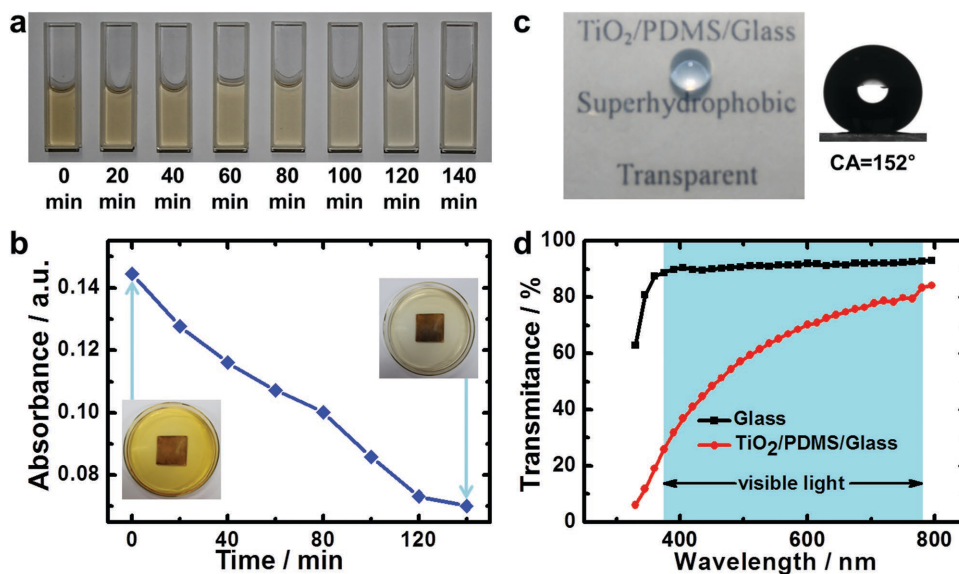 a
0 20 40 60 80 100 120 140
min min min min min min min min
c
TiO₂/PDMS/Glass
Superhydrophobic
Transparent
CA=152°
b
Absorbance / a.u.
0.14
0.12
0.10
0.08
0 40 80 120
Time / min
d
Transmitance / %
100
80
60
40
20
0
Glass
TiO₂/PDMS/Glass
visible light
400 600 800
Wavelength / nm